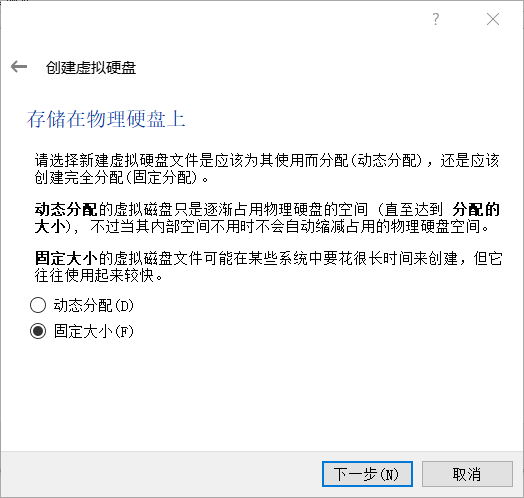 ?
创建虚拟硬盘
存储在物理硬盘上
请选择新建虚拟硬盘文件是应该为其使用而分配(动态分配)，还是应该
创建完全分配(固定分配)。
动态分配的虚拟磁盘只是逐渐占用物理硬盘的空间 (直至达到 分配的
大小)，不过当其内部空间不用时不会自动缩减占用的物理硬盘空间。
固定大小的虚拟磁盘文件可能在某些系统中要花很长时间来创建，但它
往往使用起来较快。
动态分配(D)
固定大小(F)
下一步(N)
取消